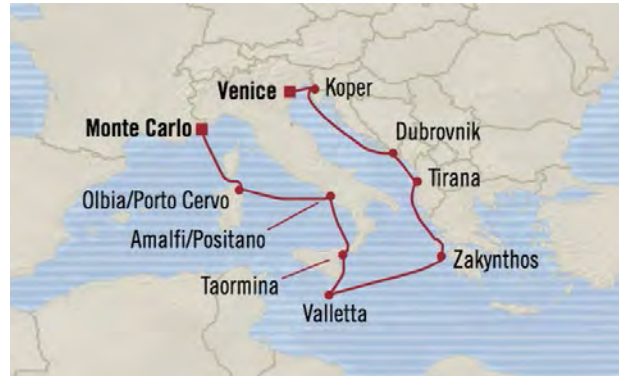 Venice
Koper
Monte Carlo
Dubrovnik
Tirana
Olbia/Porto Cervo
Amalfi/Positano
Zakynthos
Taormina
Valletta